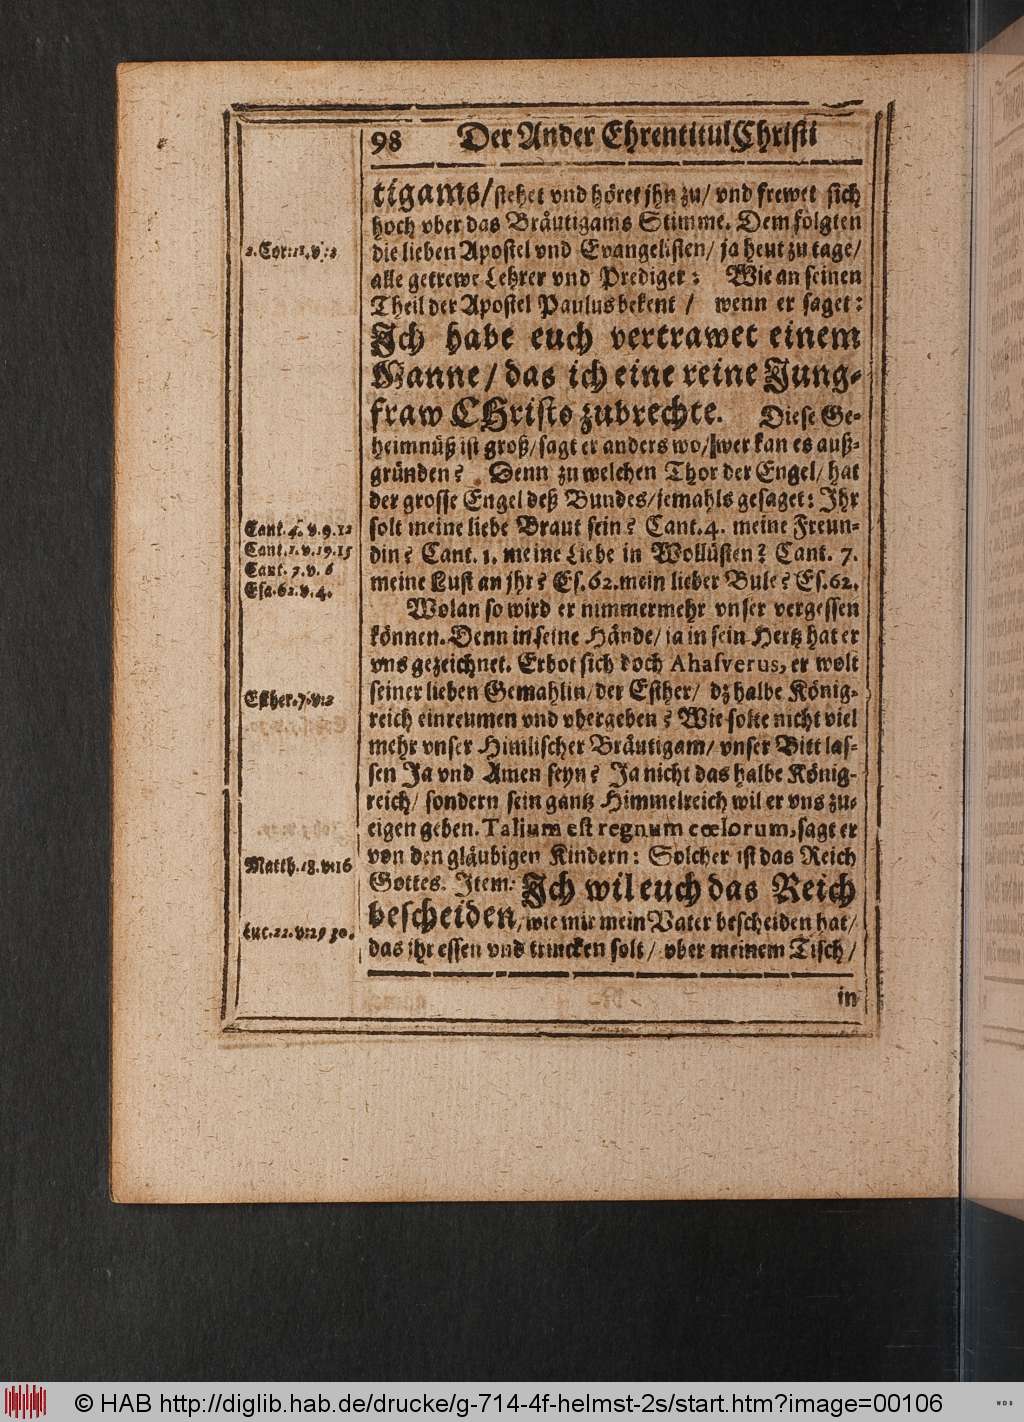 98 Der Ander Ehrentitul Christi
tigams/ stehet vnd höret jhn zu/ vnd frewet sich
hoch vber das Bräutigams Stimme. Dem folgten
die lieben Apostel vnd Evangelisten/ ja heut zu tage/
2. Cor: 11. v: 2
alle getrewe Lehrer vnd Prediger: Wie an seinen
Theil der Apostel Paulus bekent / wenn er saget:
Ich habe euch vertrawet einem
Manne/ das ich eine reine Jung-
fraw CHristo zubrechte. Diese Ge-
heimnüß ist groß/ sagt er anders wo/ wer kan es auß-
gründen? Denn zu welchen Thor der Engel/ hat
der grosse Engel deß Bundes/ jemahls gesaget: Ihr
solt meine liebe Braut sein? Cant. 4. meine Freun-
Cant. 4. v. 9. 12
din? Cant. 1. meine Liebe in Wollüsten? Cant. 7.
Cant. 1. v. 19. 15
Cant. 7. v. 6
meine Lust an jhr? Es. 62. mein lieber Bule? Es. 62.
Esa. 62. v. 4.
Wolan so wird er nimmermehr vnser vergessen
können. Denn in seine Hände/ ja in sein Hertz hat er
vns gezeichnet. Erbot sich doch Ahasverus, er wolt
seiner lieben Gemahlin/ der Esther/ dz halbe König-
Esther. 7. v: 2
reich einreumen vnd vbergeben? Wie solte nicht viel
mehr vnser Himlischer Bräutigam/ vnser Bitt las-
sen Ja vnd Amen seyn? Ja nicht das halbe König-
reich/ sondern sein gantz Himmelreich wil er vns zu-
eigen geben. Talium est regnum cœlorum, sagt er
von den gläubigen Kindern: Solcher ist das Reich
Matth. 18. v: 16
Gottes. Item: Ich wil euch das Reich
bescheiden, wie mir mein Vater bescheiden hat/
Luc. 22. v: 29 30.
das ihr essen vnd trincken solt/ vber meinem Tisch/
in
© HAB http://diglib.hab.de/drucke/g-714-4f-helmst-2s/start.htm?image=00106